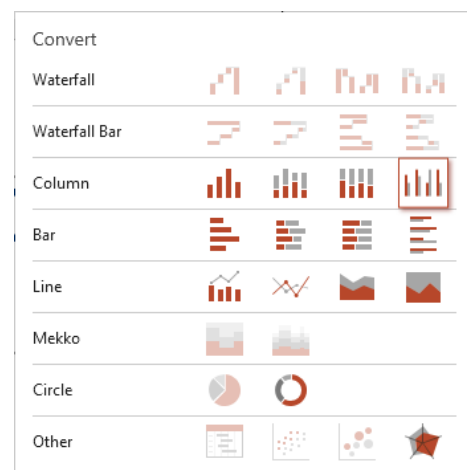 Convert
Waterfall
Waterfall Bar
Column
Bar
Line
Mekko
Circle
Other